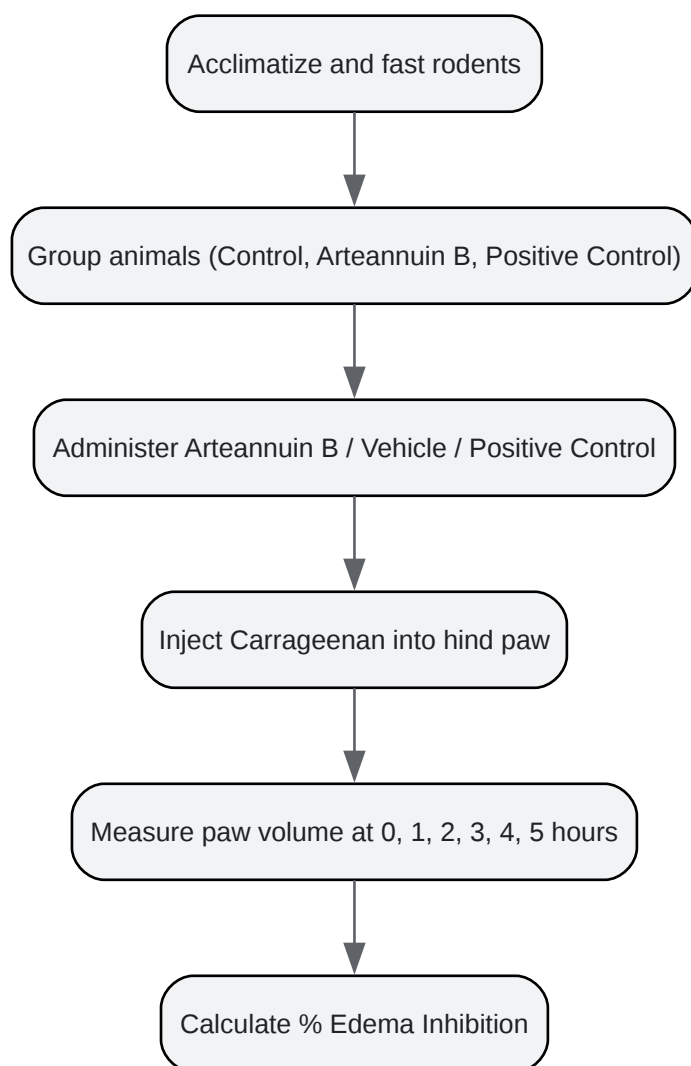 Acclimatize and fast rodents
Group animals (Control, Arteannuin B, Positive Control)
Administer Arteannuin B / Vehicle / Positive Control
Inject Carrageenan into hind paw
Measure paw volume at 0, 1, 2, 3, 4, 5 hours
Calculate % Edema Inhibition